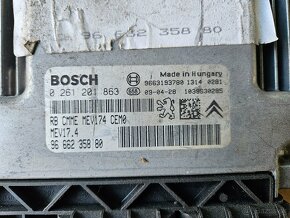 96 662 358 80
Made in Hungary
BOSCH
9663193780 1314 0281
0 261 201 863
09-04-28 1039S30285
RB CMME MEV174 CEM0
MEV17.4
96 662 358 80